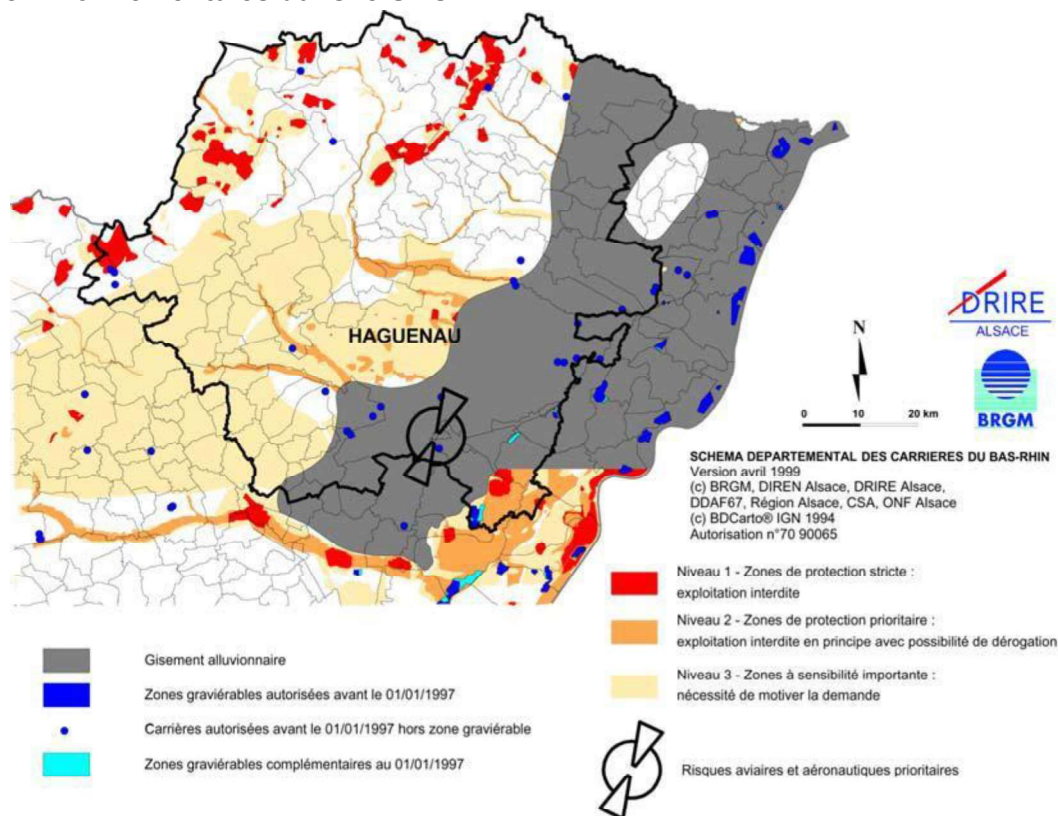 HAGUENAU
DRIRE
ALSACE
N
BRGM
0 10 20 km
SCHEMA DEPARTEMENTAL DES CARRIERES DU BAS-RHIN
Version avril 1999
(c) BRGM, DIREN Alsace, DRIRE Alsace,
DDAF67, Région Alsace, CSA, ONF Alsace
(c) BDCarto® IGN 1994
Autorisation n°70 90065
Niveau 1 - Zones de protection stricte :
exploitation interdite
Niveau 2 - Zones de protection prioritaire :
exploitation interdite en principe avec possibilité de dérogation
Niveau 3 - Zones à sensibilité importante :
nécessité de motiver la demande
Risques aviaires et aéronautiques prioritaires
Gisement alluvionnaire
Zones graviérables autorisées avant le 01/01/1997
Carrières autorisées avant le 01/01/1997 hors zone graviérable
Zones graviérables complémentaires au 01/01/1997